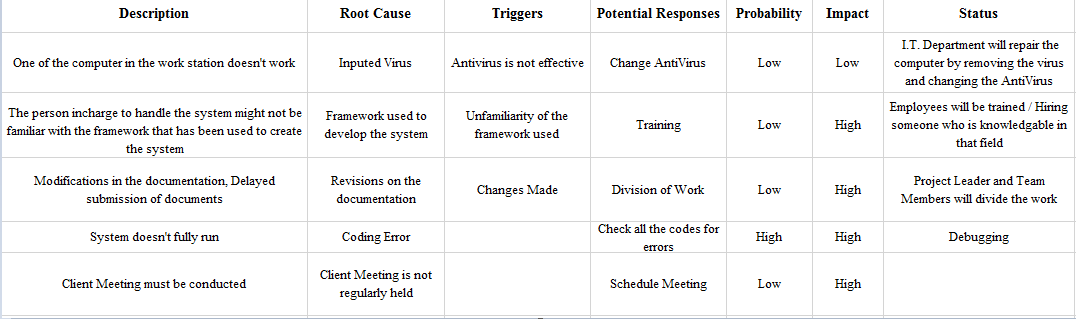 Description Root Cause Triggers Potential Responses Probability Impact Status
One of the computer in the work station doesn't work
Inputed Virus
Antivirus is not effective
Change AntiVirus
Low
Low
I.T. Department will repair the
computer by removing the virus
and changing the AntiVirus
The person incharge to handle the system might not be
familiar with the framework that has been used to create
the system
Framework used to
develop the system
Unfamiliarity of the
framework used
Training
Low
High
Employees will be trained / Hiring
someone who is knowledgable in
that field
Modifications in the documentation, Delayed
submission of documents
Revisions on the
documentation
Changes Made
Division of Work
Low
High
Project Leader and Team
Members will divide the work
System doesn't fully run
Coding Error
Check all the codes for
errors
High
High
Debugging
Client Meeting must be conducted
Client Meeting is not
regularly held
Schedule Meeting
Low
High